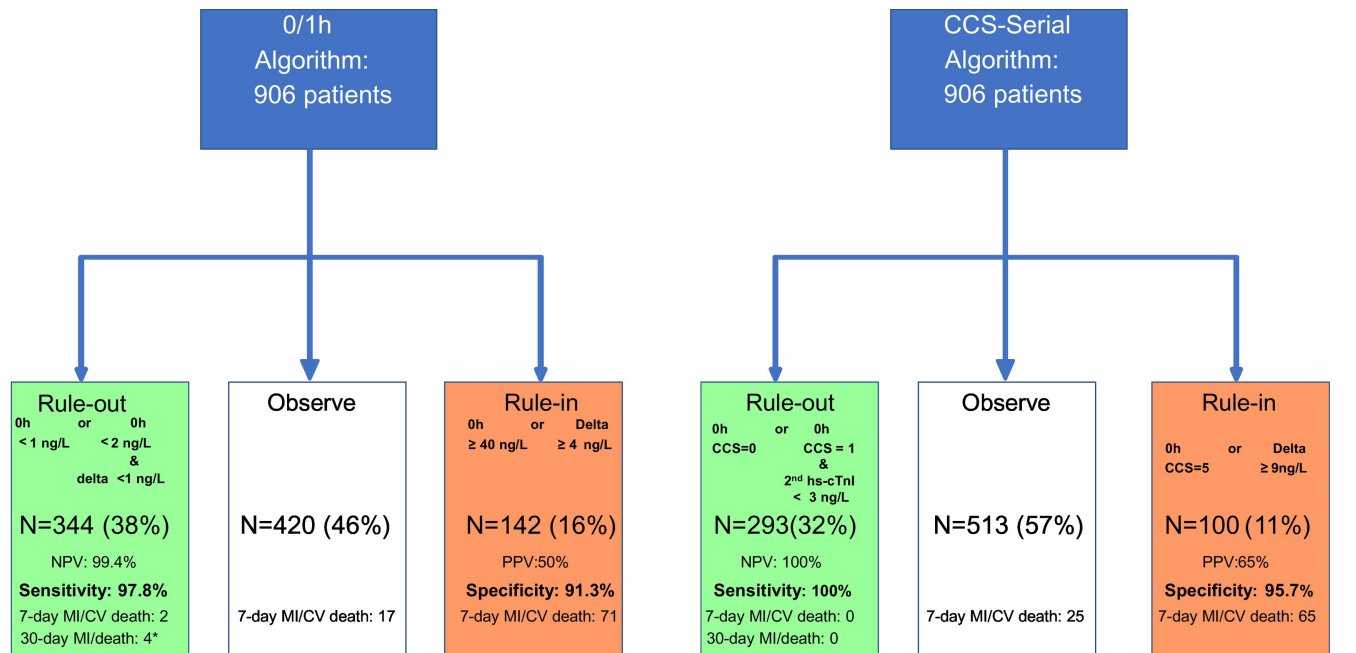 0/1h
Algorithm:
906 patients
Rule-out
0h or 0h
< 1 ng/L < 2 ng/L
&
delta <1 ng/L
N=344 (38%)
NPV: 99.4%
Sensitivity: 97.8%
7-day MI/CV death: 2
30-day MI/death: 4*
Observe
N=420 (46%)
7-day MI/CV death: 17
Rule-in
0h or Delta
≥ 40 ng/L ≥ 4 ng/L
N=142 (16%)
PPV:50%
Specificity: 91.3%
7-day MI/CV death: 71
CCS-Serial
Algorithm:
906 patients
Rule-out
0h or 0h
CCS=0 CCS = 1
&
2nd hs-cTnI
< 3 ng/L
N=293(32%)
NPV: 100%
Sensitivity: 100%
7-day MI/CV death: 0
30-day MI/death: 0
Observe
N=513 (57%)
7-day MI/CV death: 25
Rule-in
0h or Delta
CCS=5 ≥ 9ng/L
N=100 (11%)
PPV:65%
Specificity: 95.7%
7-day MI/CV death: 65